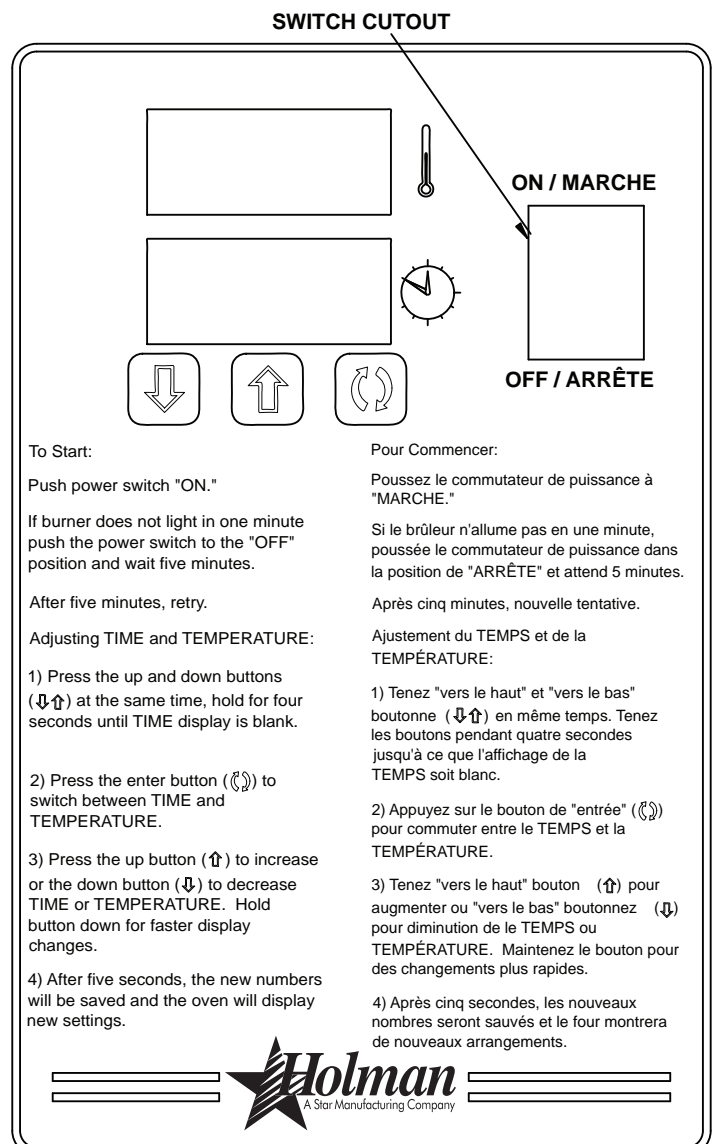 SWITCH CUTOUT
ON / MARCHE
OFF / ARRÊTE
To Start:
Push power switch "ON."
If burner does not light in one minute
push the power switch to the "OFF"
position and wait five minutes.
After five minutes, retry.
Adjusting TIME and TEMPERATURE:
1) Press the up and down buttons
(⇩⇧) at the same time, hold for four
seconds until TIME display is blank.
2) Press the enter button (🗘) to
switch between TIME and
TEMPERATURE.
3) Press the up button (⇧) to increase
or the down button (⇩) to decrease
TIME or TEMPERATURE. Hold
button down for faster display
changes.
4) After five seconds, the new numbers
will be saved and the oven will display
new settings.
Pour Commencer:
Poussez le commutateur de puissance à
"MARCHE."
Si le brûleur n'allume pas en une minute,
poussée le commutateur de puissance dans
la position de "ARRÊTE" et attend 5 minutes.
Après cinq minutes, nouvelle tentative.
Ajustement du TEMPS et de la
TEMPÉRATURE:
1) Tenez "vers le haut" et "vers le bas"
boutonne (⇩⇧) en même temps. Tenez
les boutons pendant quatre secondes
jusqu'à ce que l'affichage de la
TEMPS soit blanc.
2) Appuyez sur le bouton de "entrée" (🗘)
pour commuter entre le TEMPS et la
TEMPÉRATURE.
3) Tenez "vers le haut" bouton (⇧) pour
augmenter ou "vers le bas" boutonnez (⇩)
pour diminution de le TEMPS ou
TEMPÉRATURE. Maintenez le bouton pour
des changements plus rapides.
4) Après cinq secondes, les nouveaux
nombres seront sauvés et le four montrera
de nouveaux arrangements.
Holman
A Star Manufacturing Company